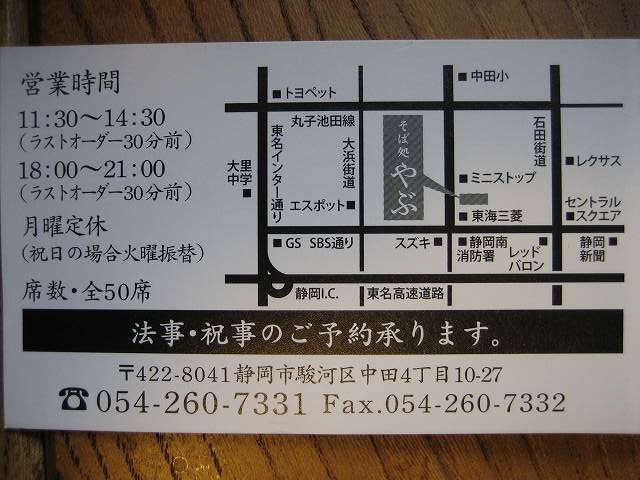 営業時間
11:30～14:30
(ラストオーダー30分前)
18:00～21:00
(ラストオーダー30分前)
月曜定休
(祝日の場合火曜振替)
席数・全50席
トヨペット
中田小
丸子池田線
東名インター通り
大浜街道
石田街道
そば処
やぶ
大里
中学
エスポット
ミニストップ
東海三菱
レクサス
セントラル
スクエア
GS
SBS通り
スズキ
静岡南
消防署
レッド
バロン
静岡
新聞
静岡I.C.
東名高速道路
法事・祝事のご予約承ります。
〒422-8041静岡市駿河区中田4丁目10-27
☎054-260-7331 Fax.054-260-7332